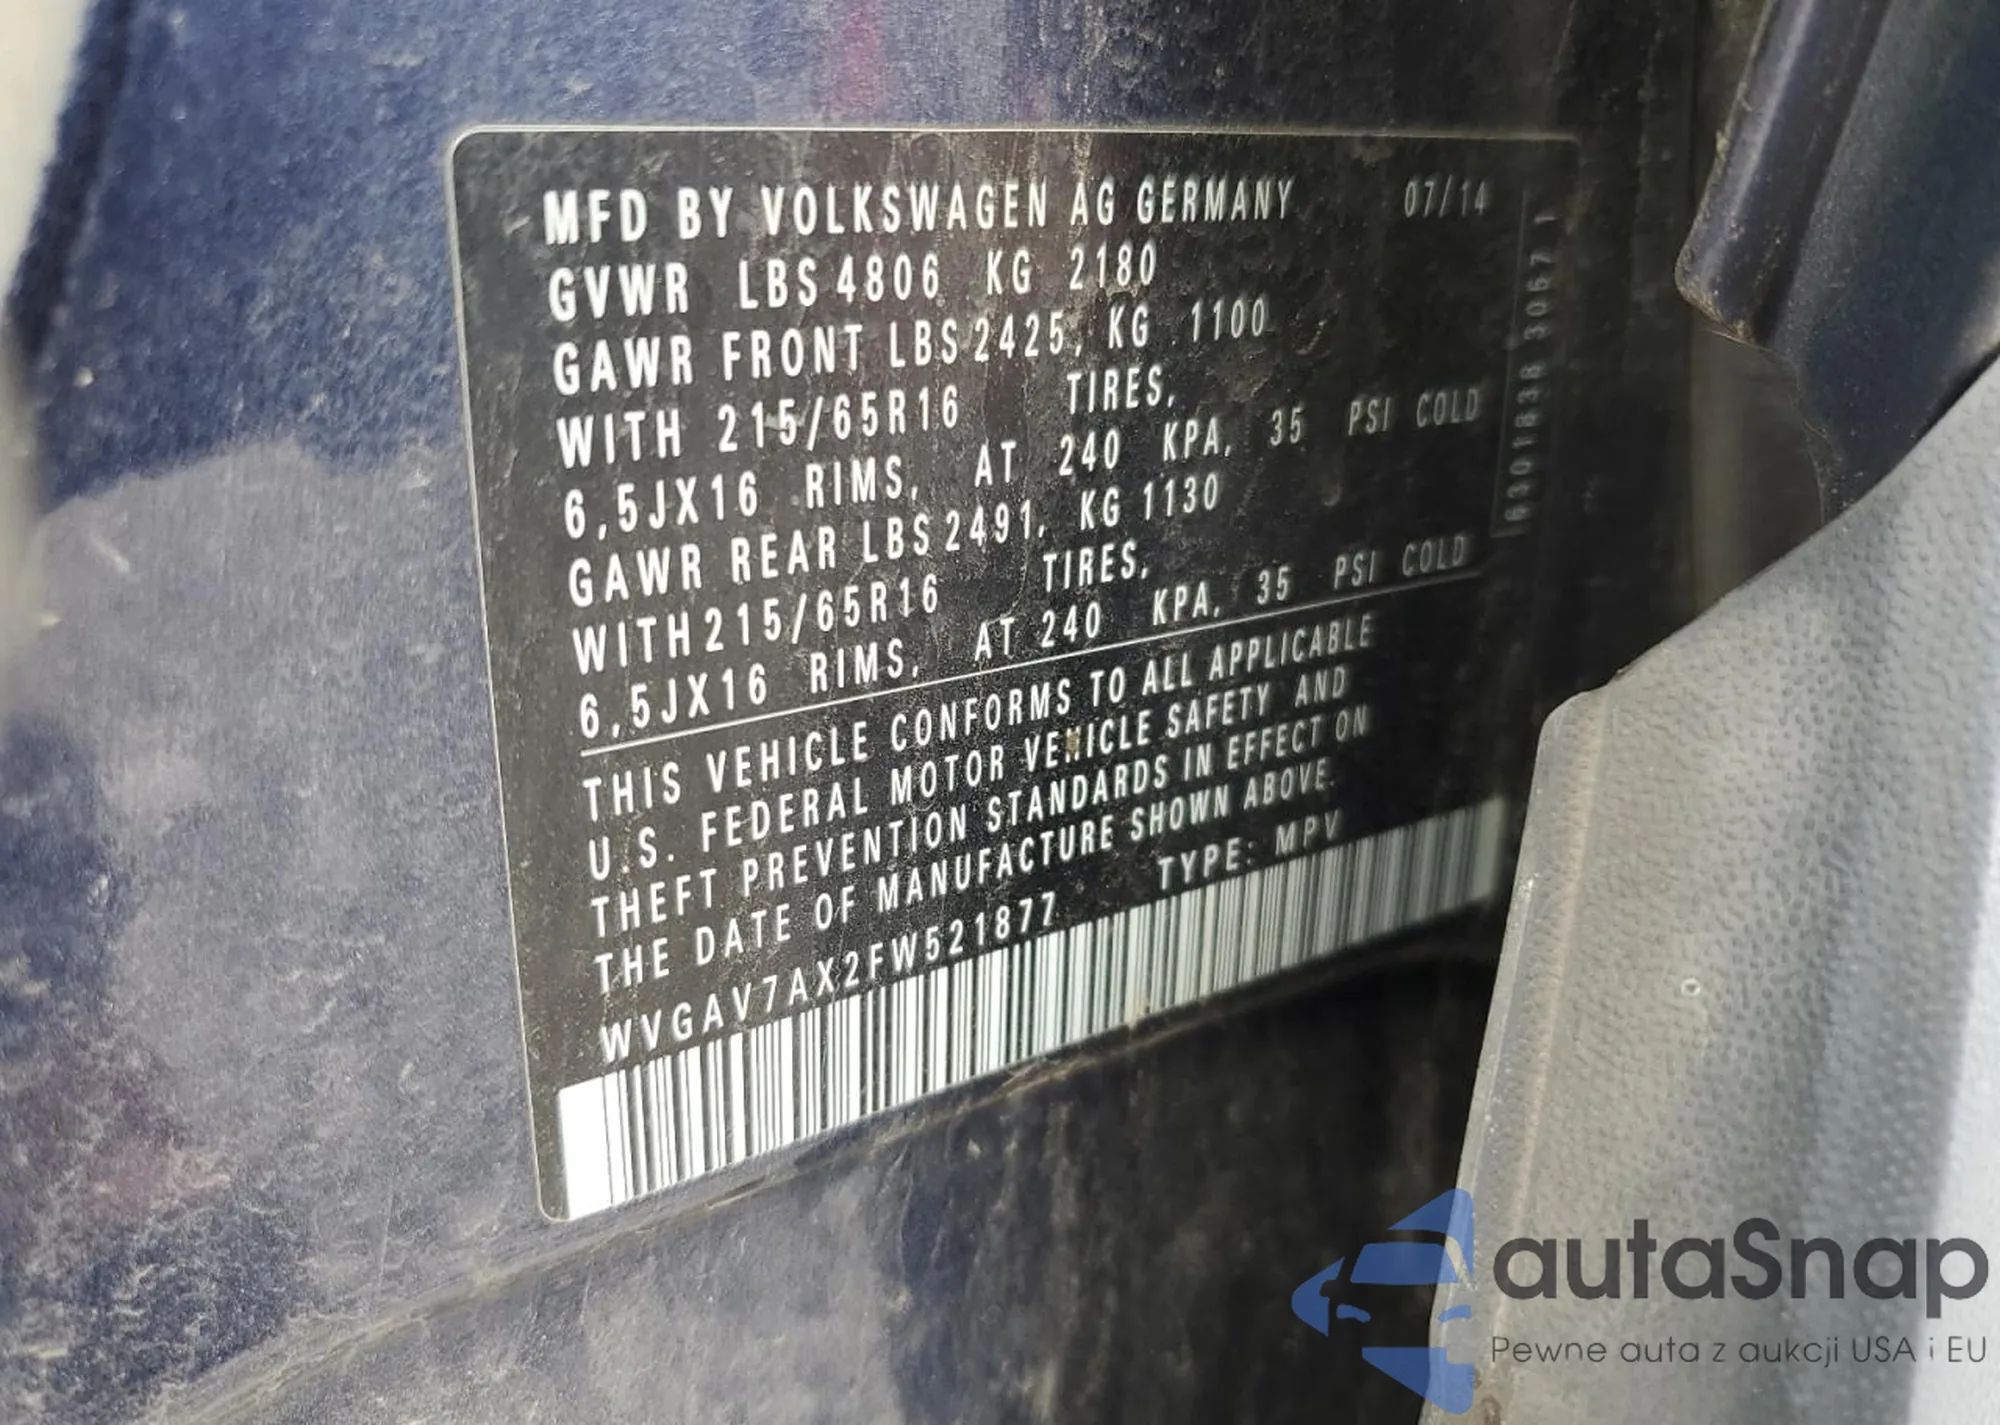 MFD BY VOLKSWAGEN AG GERMANY 07/14
GVWR LBS 4806 KG 2180
GAWR FRONT LBS 2425, KG 1100
WITH 215/65R16 TIRES,
6,5JX16 RIMS, AT 240 KPA, 35 PSI COLD
GAWR REAR LBS 2491, KG 1130
WITH 215/65R16 TIRES,
6,5JX16 RIMS, AT 240 KPA, 35 PSI COLD
THIS VEHICLE CONFORMS TO ALL APPLICABLE
U.S. FEDERAL MOTOR VEHICLE SAFETY AND
THEFT PREVENTION STANDARDS IN EFFECT ON
THE DATE OF MANUFACTURE SHOWN ABOVE.
WVGAV7AX2FW521877 TYPE: MPV
autaSnap
Pewne auta z aukcji USA i EU